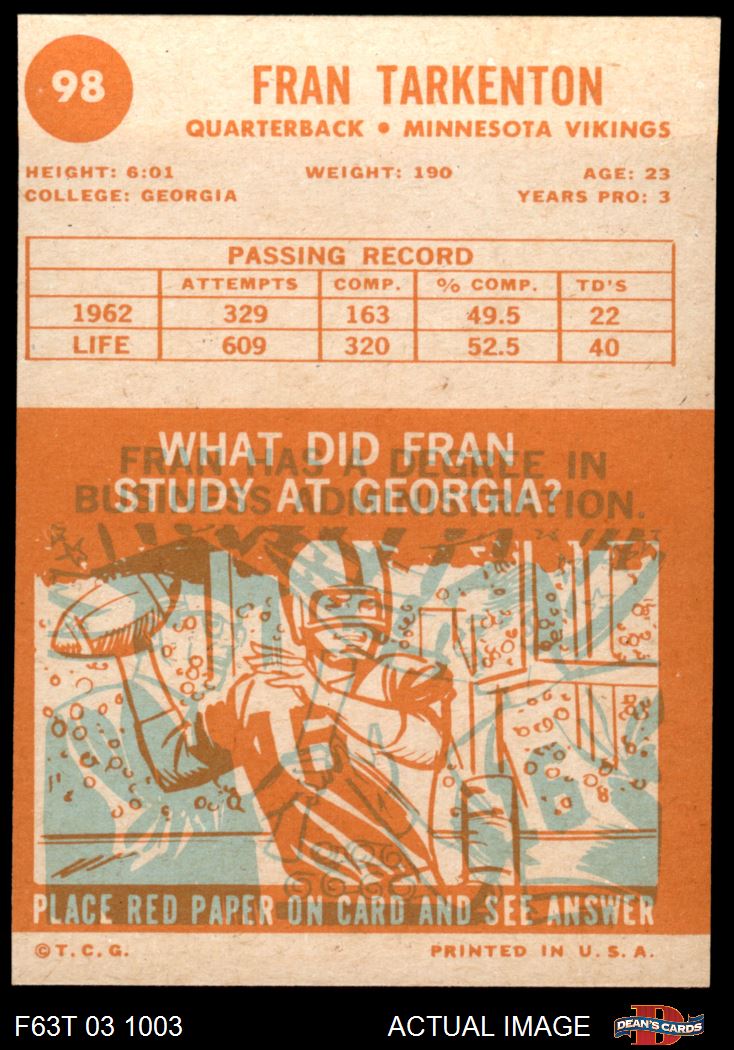 98
FRAN TARKENTON
QUARTERBACK • MINNESOTA VIKINGS
HEIGHT: 6:01 WEIGHT: 190 AGE: 23
COLLEGE: GEORGIA YEARS PRO: 3
PASSING RECORD
ATTEMPTS COMP. % COMP. TD'S
1962 329 163 49.5 22
LIFE 609 320 52.5 40
WHAT DID FRAN
FRAN HAS A DEGREE IN
STUDY AT GEORGIA?
BUSINESS ADMINISTRATION.
PLACE RED PAPER ON CARD AND SEE ANSWER
©T.C.G. PRINTED IN U.S.A.
F63T 03 1003 ACTUAL IMAGE D DEAN'S CARDS